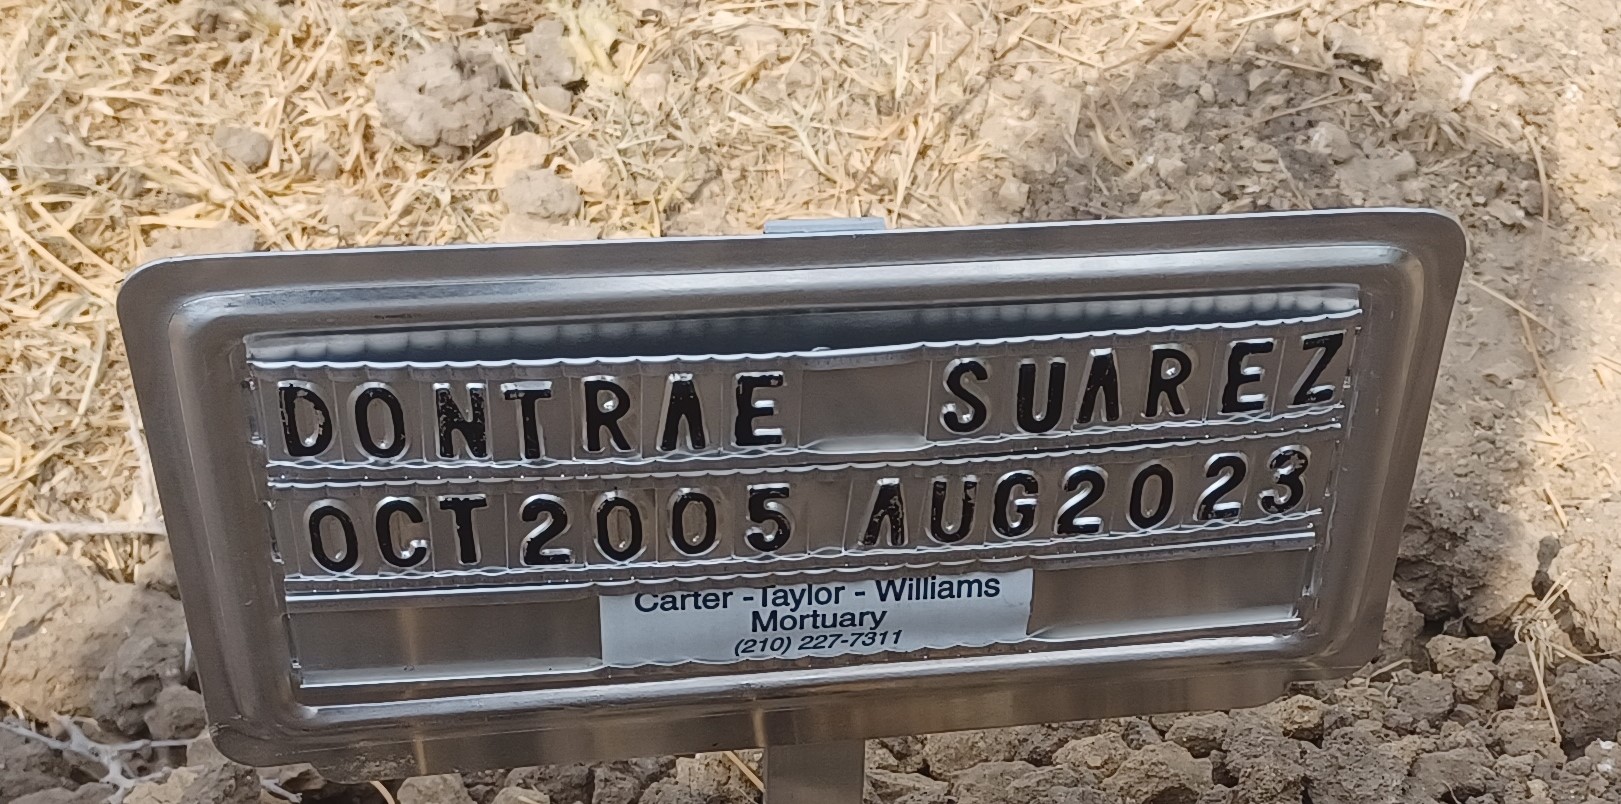 DONTRAE SUAREZ
OCT2005 AUG2023
Carter -Taylor - Williams
Mortuary
(210) 227-7311